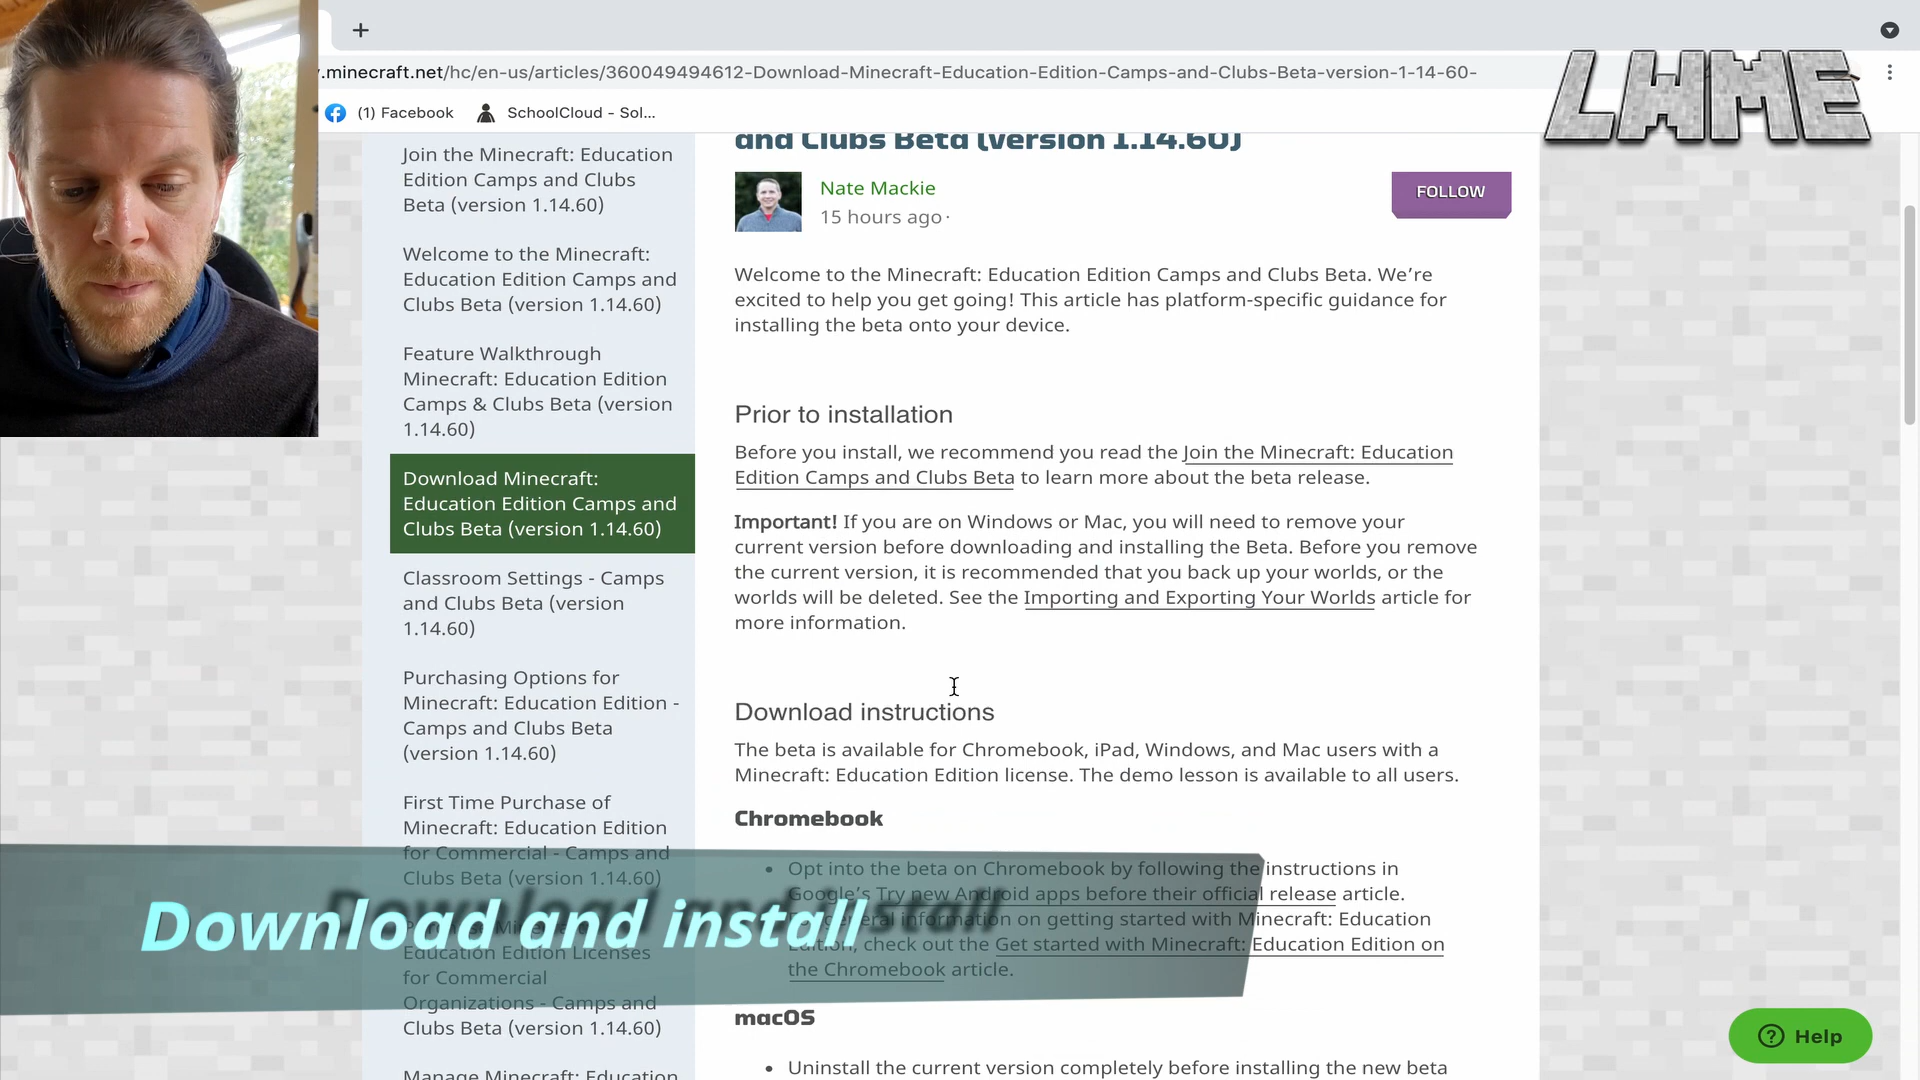 .minecraft.net/hc/en-us/articles/360049494612-Download-Minecraft-Education-Edition-Camps-and-Clubs-Beta-version-1-14-60-
LWME
(1) Facebook
SchoolCloud - Sol...
Join the Minecraft: Education
Edition Camps and Clubs
Beta (version 1.14.60)
Welcome to the Minecraft:
Education Edition Camps and
Clubs Beta (version 1.14.60)
Feature Walkthrough
Minecraft: Education Edition
Camps & Clubs Beta (version
1.14.60)
Download Minecraft:
Education Edition Camps and
Clubs Beta (version 1.14.60)
Classroom Settings - Camps
and Clubs Beta (version
1.14.60)
Purchasing Options for
Minecraft: Education Edition -
Camps and Clubs Beta
(version 1.14.60)
First Time Purchase of
Minecraft: Education Edition
for Commercial - Camps and
Clubs Beta (version 1.14.60)
Education Edition Licenses
for Commercial
Organizations - Camps and
Clubs Beta (version 1.14.60)
Manage Minecraft: Education
and Clubs Beta (version 1.14.60)
Nate Mackie
15 hours ago ·
FOLLOW
Welcome to the Minecraft: Education Edition Camps and Clubs Beta. We're
excited to help you get going! This article has platform-specific guidance for
installing the beta onto your device.
Prior to installation
Before you install, we recommend you read the Join the Minecraft: Education
Edition Camps and Clubs Beta to learn more about the beta release.
Important! If you are on Windows or Mac, you will need to remove your
current version before downloading and installing the Beta. Before you remove
the current version, it is recommended that you back up your worlds, or the
worlds will be deleted. See the Importing and Exporting Your Worlds article for
more information.
Download instructions
The beta is available for Chromebook, iPad, Windows, and Mac users with a
Minecraft: Education Edition license. The demo lesson is available to all users.
Chromebook
• Opt into the beta on Chromebook by following the instructions in
Google's Try new Android apps before their official release article.
general information on getting started with Minecraft: Education
Edition, check out the Get started with Minecraft: Education Edition on
the Chromebook article.
macOS
• Uninstall the current version completely before installing the new beta
Download and install
Help